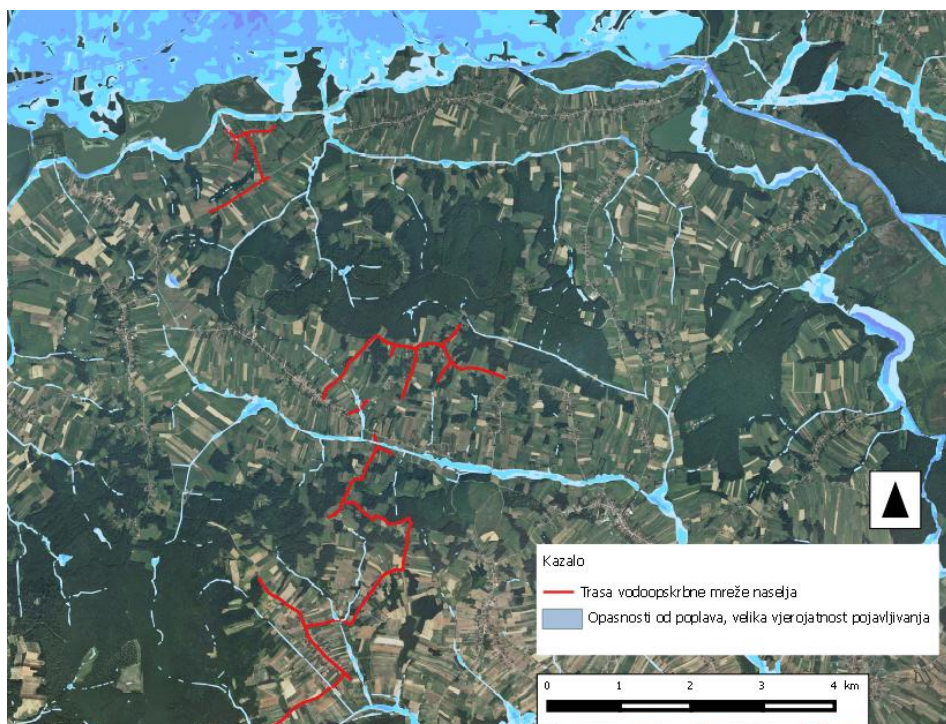 Kazalo
Trasa vodoopskrbne mreže naselja
Opasnosti od poplava, velika vjerojatnost pojavljivanja
0 1 2 3 4 km